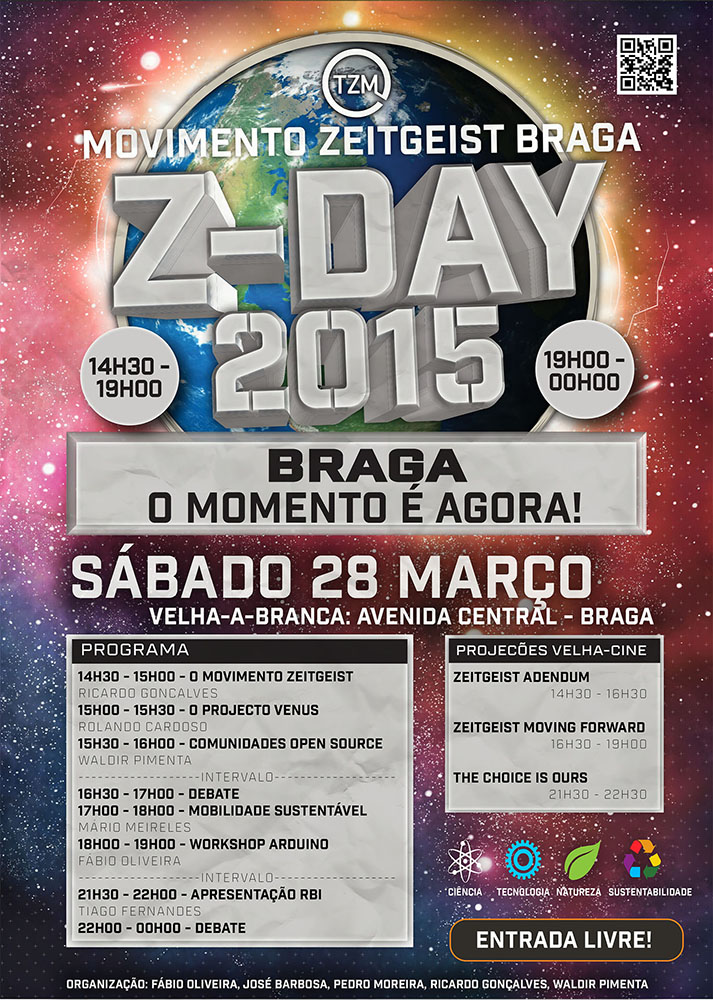 TZM
MOVIMENTO ZEITGEIST BRAGA
Z-DAY
2015
14H30 -
19H00
19H00 -
00H00
BRAGA
O MOMENTO É AGORA!
SÁBADO 28 MARÇO
VELHA-A-BRANCA: AVENIDA CENTRAL - BRAGA
PROGRAMA
14H30 - 15H00 - O MOVIMENTO ZEITGEIST
RICARDO GONCALVES
15H00 - 15H30 - O PROJECTO VENUS
ROLANDO CARDOSO
15H30 - 16H00 - COMUNIDADES OPEN SOURCE
WALDIR PIMENTA
------------------INTERVALO------------------
16H30 - 17H00 - DEBATE
17H00 - 18H00 - MOBILIDADE SUSTENTÁVEL
MÁRIO MEIRELES
18H00 - 19H00 - WORKSHOP ARDUINO
FÁBIO OLIVEIRA
------------------INTERVALO------------------
21H30 - 22H00 - APRESENTAÇÃO RBI
TIAGO FERNANDES
22H00 - 00H00 - DEBATE
PROJECÕES VELHA-CINE
ZEITGEIST ADENDUM
14H30 - 16H30
ZEITGEIST MOVING FORWARD
16H30 - 19H00
THE CHOICE IS OURS
21H30 - 22H30
CIÊNCIA TECNOLOGIA NATUREZA SUSTENTABILIDADE
ENTRADA LIVRE!
ORGANIZAÇÃO: FÁBIO OLIVEIRA, JOSÉ BARBOSA, PEDRO MOREIRA, RICARDO GONÇALVES, WALDIR PIMENTA